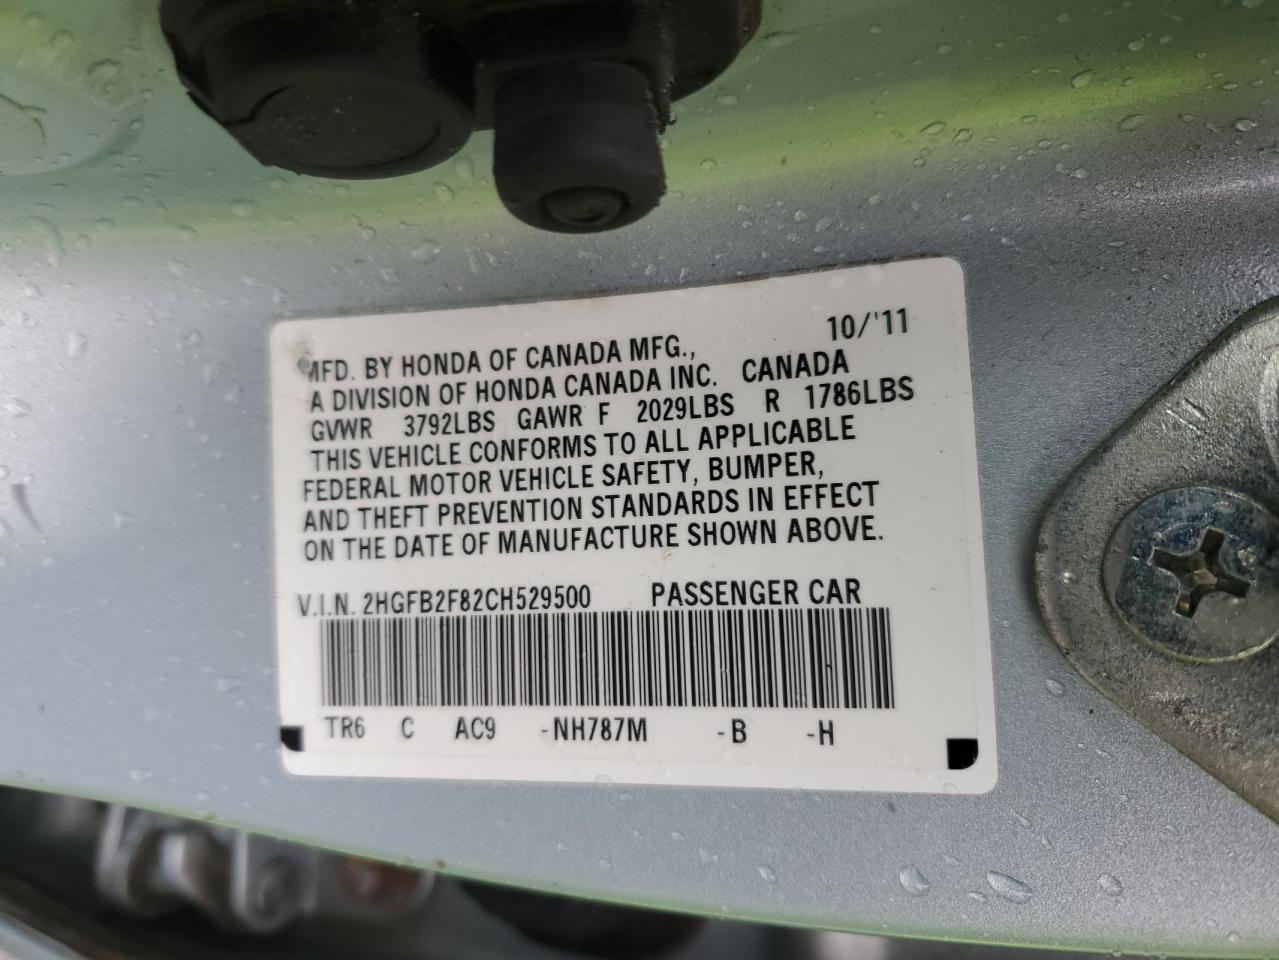 10/'11
MFD. BY HONDA OF CANADA MFG.,
A DIVISION OF HONDA CANADA INC. CANADA
GVWR 3792LBS GAWR F 2029LBS R 1786LBS
THIS VEHICLE CONFORMS TO ALL APPLICABLE
FEDERAL MOTOR VEHICLE SAFETY, BUMPER,
AND THEFT PREVENTION STANDARDS IN EFFECT
ON THE DATE OF MANUFACTURE SHOWN ABOVE.
V.I.N. 2HGFB2F82CH529500 PASSENGER CAR
TR6 C AC9 -NH787M -B -H